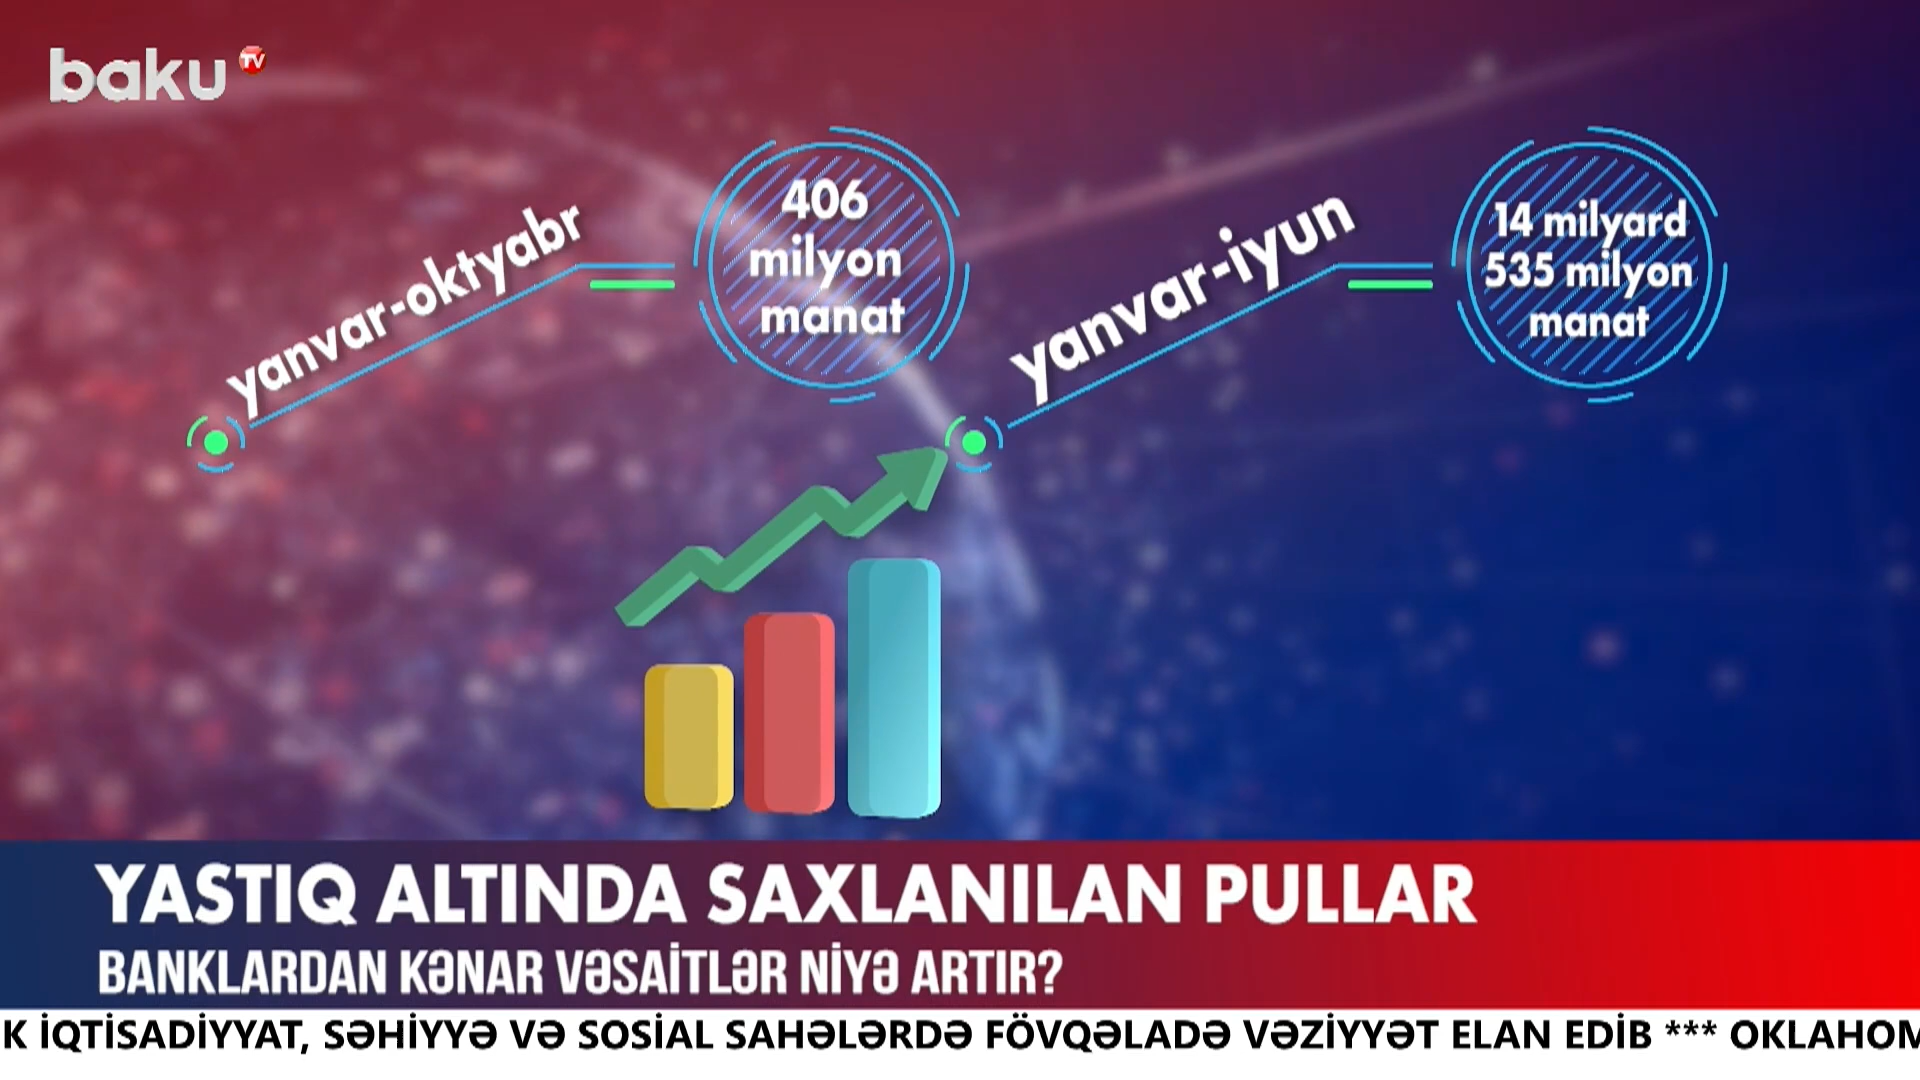 baku TV
yanvar-oktyabr
406
milyon
manat
yanvar-iyun
14 milyard
535 milyon
manat
YASTIQ ALTINDA SAXLANILAN PULLAR
BANKLARDAN KƏNAR VƏSAİTLƏR NİYƏ ARTIR?
K İQTİSADİYYAT, SƏHİYYƏ VƏ SOSİAL SAHƏLƏRDƏ FÖVQƏLADƏ VƏZİYYƏT ELAN EDİB *** OKLAHOM